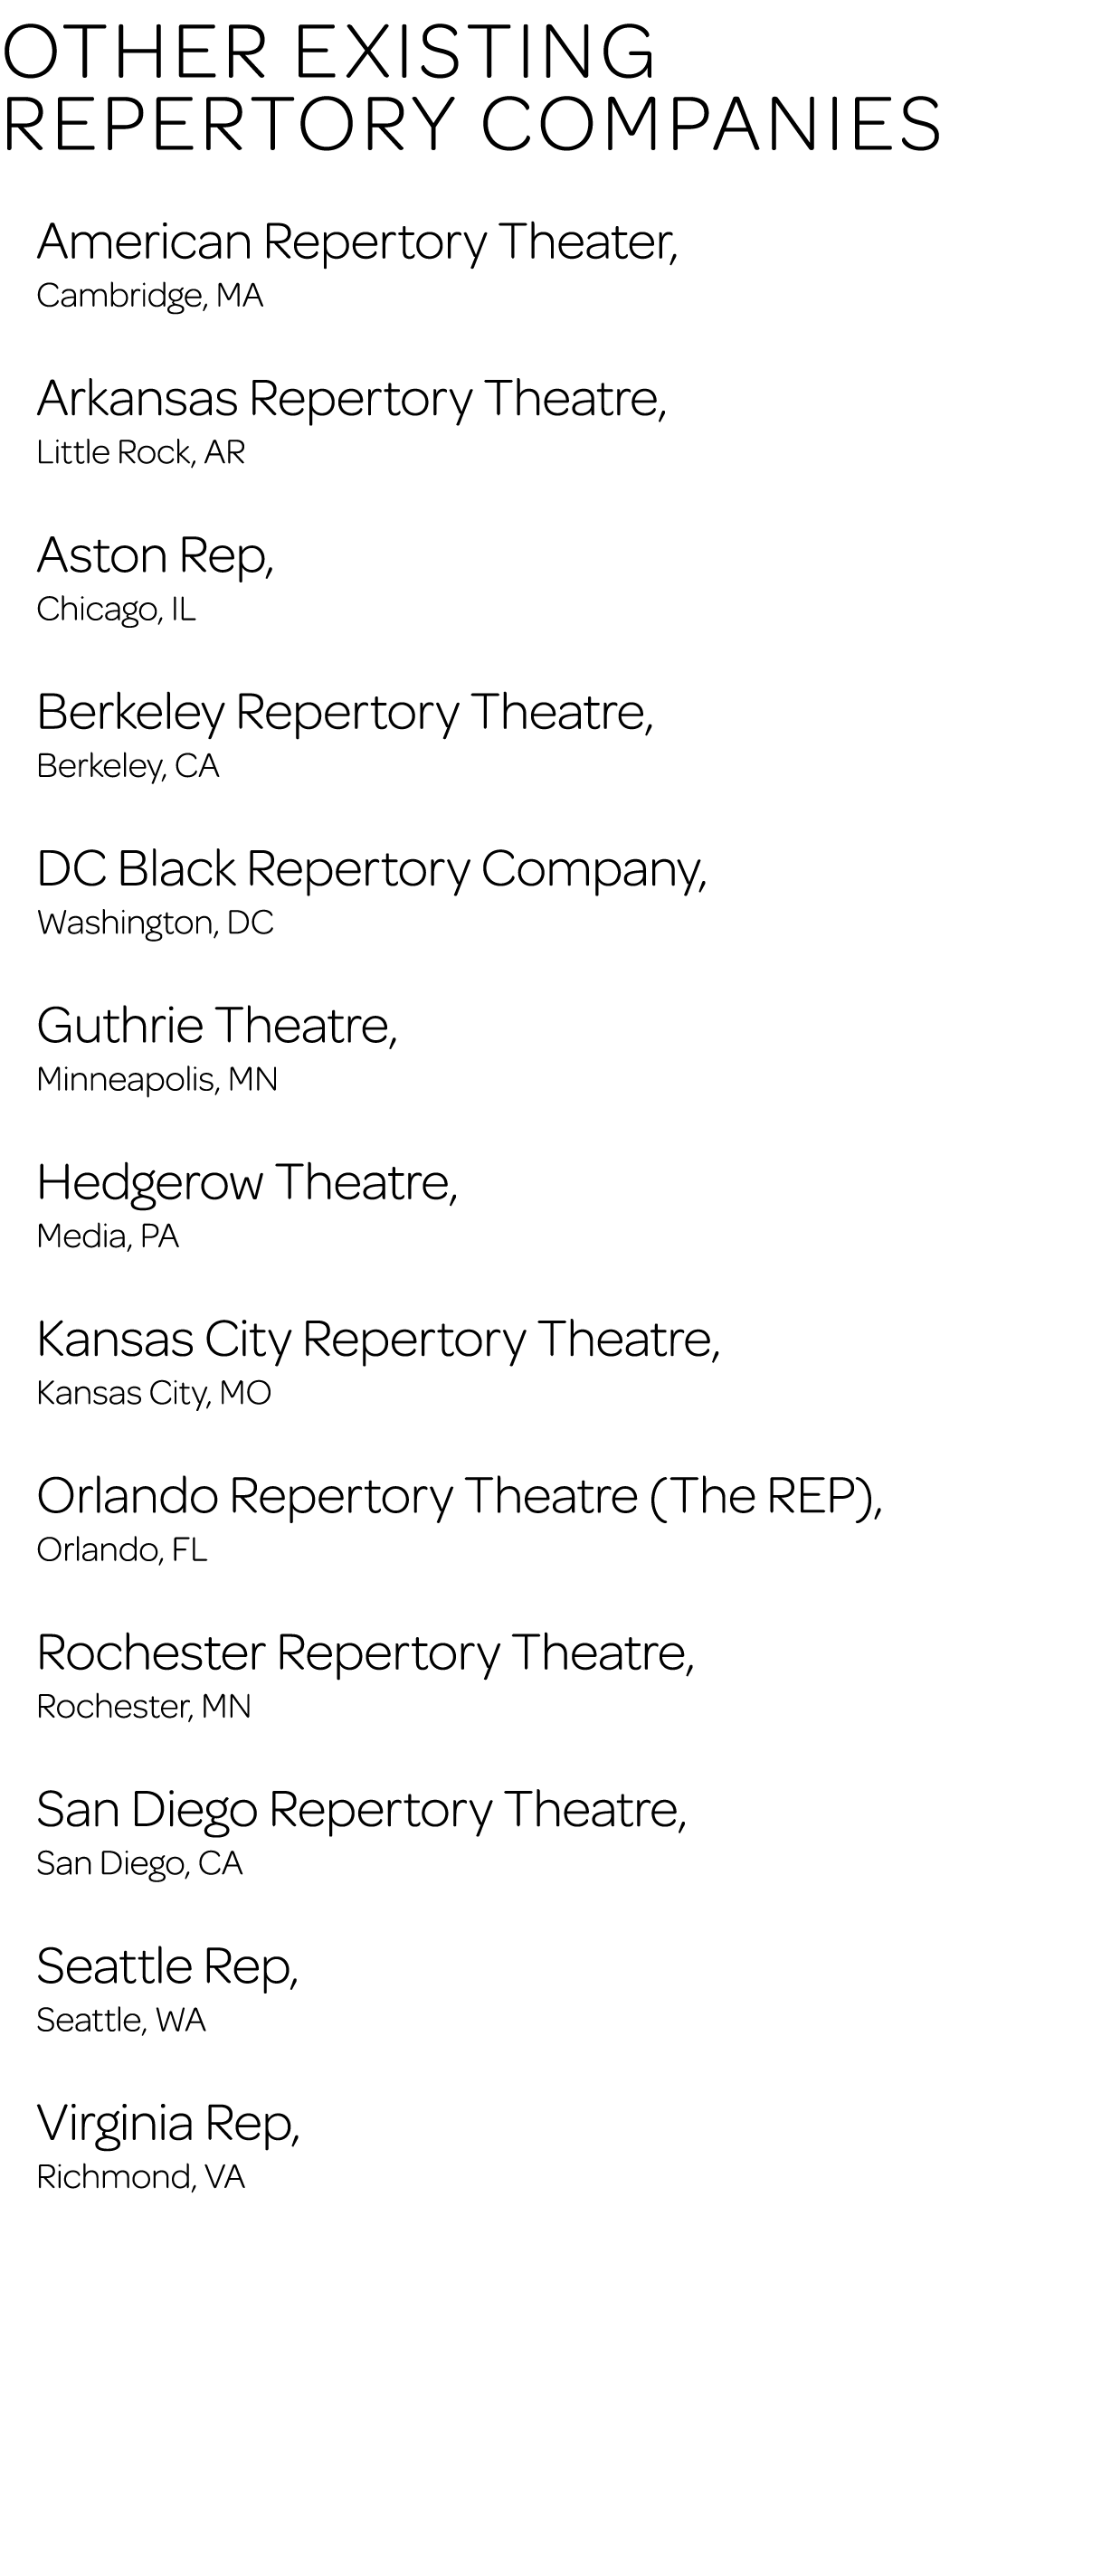 OTHER EXISTING
REPERTORY COMPANIES
American Repertory Theater,
Cambridge, MA
Arkansas Repertory Theatre,
Little Rock, AR
Aston Rep,
Chicago, IL
Berkeley Repertory Theatre,
Berkeley, CA
DC Black Repertory Company,
Washington, DC
Guthrie Theatre,
Minneapolis, MN
Hedgerow Theatre,
Media, PA
Kansas City Repertory Theatre,
Kansas City, MO
Orlando Repertory Theatre (The REP),
Orlando, FL
Rochester Repertory Theatre,
Rochester, MN
San Diego Repertory Theatre,
San Diego, CA
Seattle Rep,
Seattle, WA
Virginia Rep,
Richmond, VA